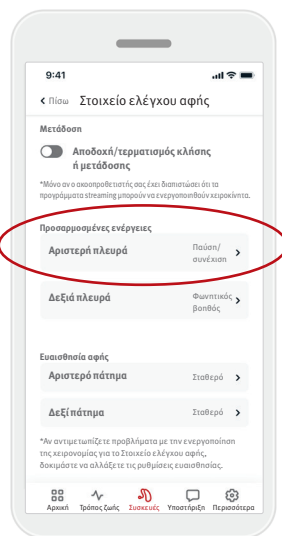 9:41
Πίσω Στοιχείο ελέγχου αφής
Μετάδοση
Αποδοχή/τερματισμός κλήσης
ή μετάδοσης
*Μόνο αν ο ακοοπροθετιστής σας έχει διαπιστώσει ότι τα
προγράμματα streaming μπορούν να ενεργοποιηθούν χειροκίνητα.
Προσαρμοσμένες ενέργειες
Αριστερή πλευρά Παύση/
συνέχιση
Δεξιά πλευρά Φωνητικός
βοηθός
Ευαισθησία αφής
Αριστερό πάτημα Σταθερό
Δεξί πάτημα Σταθερό
*Αν αντιμετωπίζετε προβλήματα με την ενεργοποίηση
της χειρονομίας για το Στοιχείο ελέγχου αφής,
δοκιμάστε να αλλάξετε τις ρυθμίσεις ευαισθησίας.
Αρχική Τρόπος ζωής Συσκευές Υποστήριξη Περισσότερα